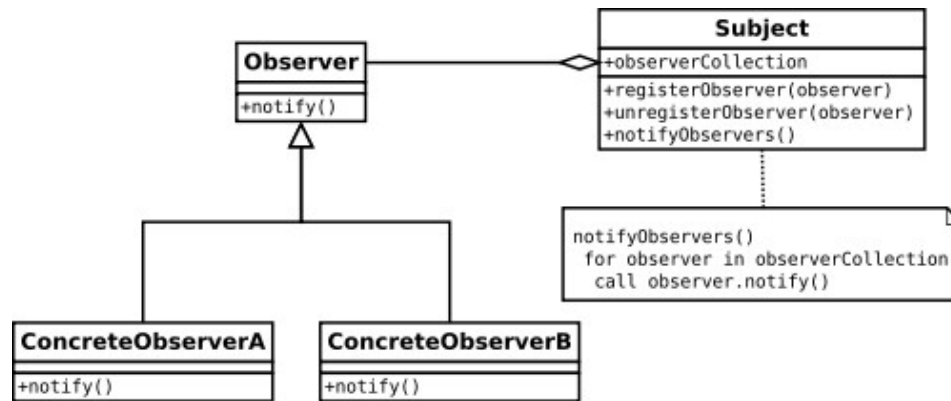 Observer
+notify()
Subject
+observerCollection
+registerObserver(observer)
+unregisterObserver(observer)
+notifyObservers()
notifyObservers()
for observer in observerCollection
call observer.notify()
ConcreteObserverA
+notify()
ConcreteObserverB
+notify()